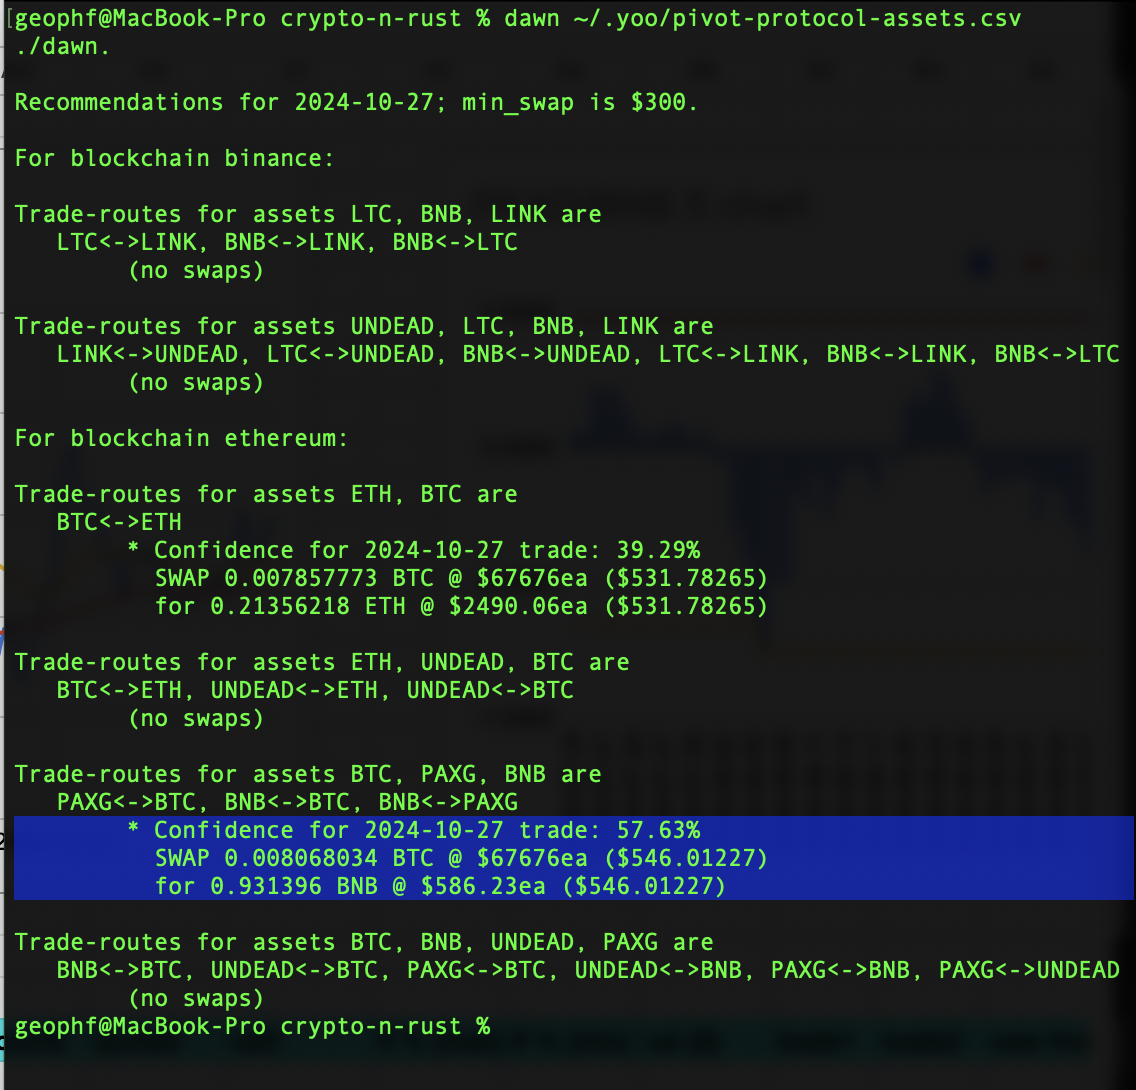 [geophf@MacBook-Pro crypto-n-rust % dawn ~/.yoo/pivot-protocol-assets.csv
./dawn.
Recommendations for 2024-10-27; min_swap is $300.
For blockchain binance:
Trade-routes for assets LTC, BNB, LINK are
LTC<->LINK, BNB<->LINK, BNB<->LTC
(no swaps)
Trade-routes for assets UNDEAD, LTC, BNB, LINK are
LINK<->UNDEAD, LTC<->UNDEAD, BNB<->UNDEAD, LTC<->LINK, BNB<->LINK, BNB<->LTC
(no swaps)
For blockchain ethereum:
Trade-routes for assets ETH, BTC are
BTC<->ETH
* Confidence for 2024-10-27 trade: 39.29%
SWAP 0.007857773 BTC @ $67676ea ($531.78265)
for 0.21356218 ETH @ $2490.06ea ($531.78265)
Trade-routes for assets ETH, UNDEAD, BTC are
BTC<->ETH, UNDEAD<->ETH, UNDEAD<->BTC
(no swaps)
Trade-routes for assets BTC, PAXG, BNB are
PAXG<->BTC, BNB<->BTC, BNB<->PAXG
* Confidence for 2024-10-27 trade: 57.63%
SWAP 0.008068034 BTC @ $67676ea ($546.01227)
for 0.931396 BNB @ $586.23ea ($546.01227)
Trade-routes for assets BTC, BNB, UNDEAD, PAXG are
BNB<->BTC, UNDEAD<->BTC, PAXG<->BTC, UNDEAD<->BNB, PAXG<->BNB, PAXG<->UNDEAD
(no swaps)
geophf@MacBook-Pro crypto-n-rust %